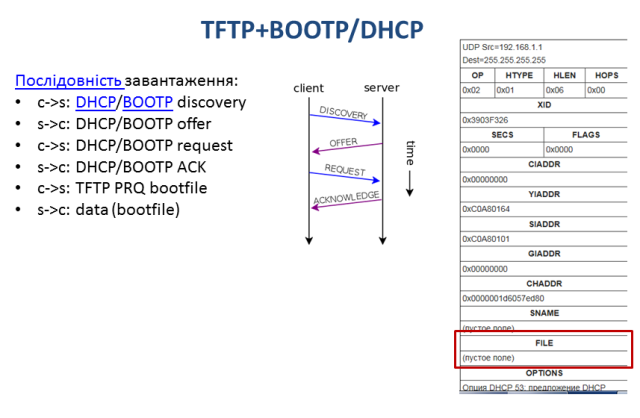 TFTP+BOOTP/DHCP
Послідовність завантаження:
• c->s: DHCP/BOOTP discovery
• s->c: DHCP/BOOTP offer
• c->s: DHCP/BOOTP request
• s->c: DHCP/BOOTP ACK
• c->s: TFTP PRQ bootfile
• s->c: data (bootfile)
client server
DISCOVERY
OFFER
REQUEST
ACKNOWLEDGE
time
UDP Src=192.168.1.1
Dest=255.255.255.255
OP HTYPE HLEN HOPS
0x02 0x01 0x06 0x00
XID
0x3903F326
SECS FLAGS
0x0000 0x0000
CIADDR
0x00000000
YIADDR
0xC0A80164
SIADDR
0xC0A80101
GIADDR
0x00000000
CHADDR
0x0000001d6057ed80
SNAME
(пустое поле)
FILE
(пустое поле)
OPTIONS
Опция DHCP 53: предложение DHCP